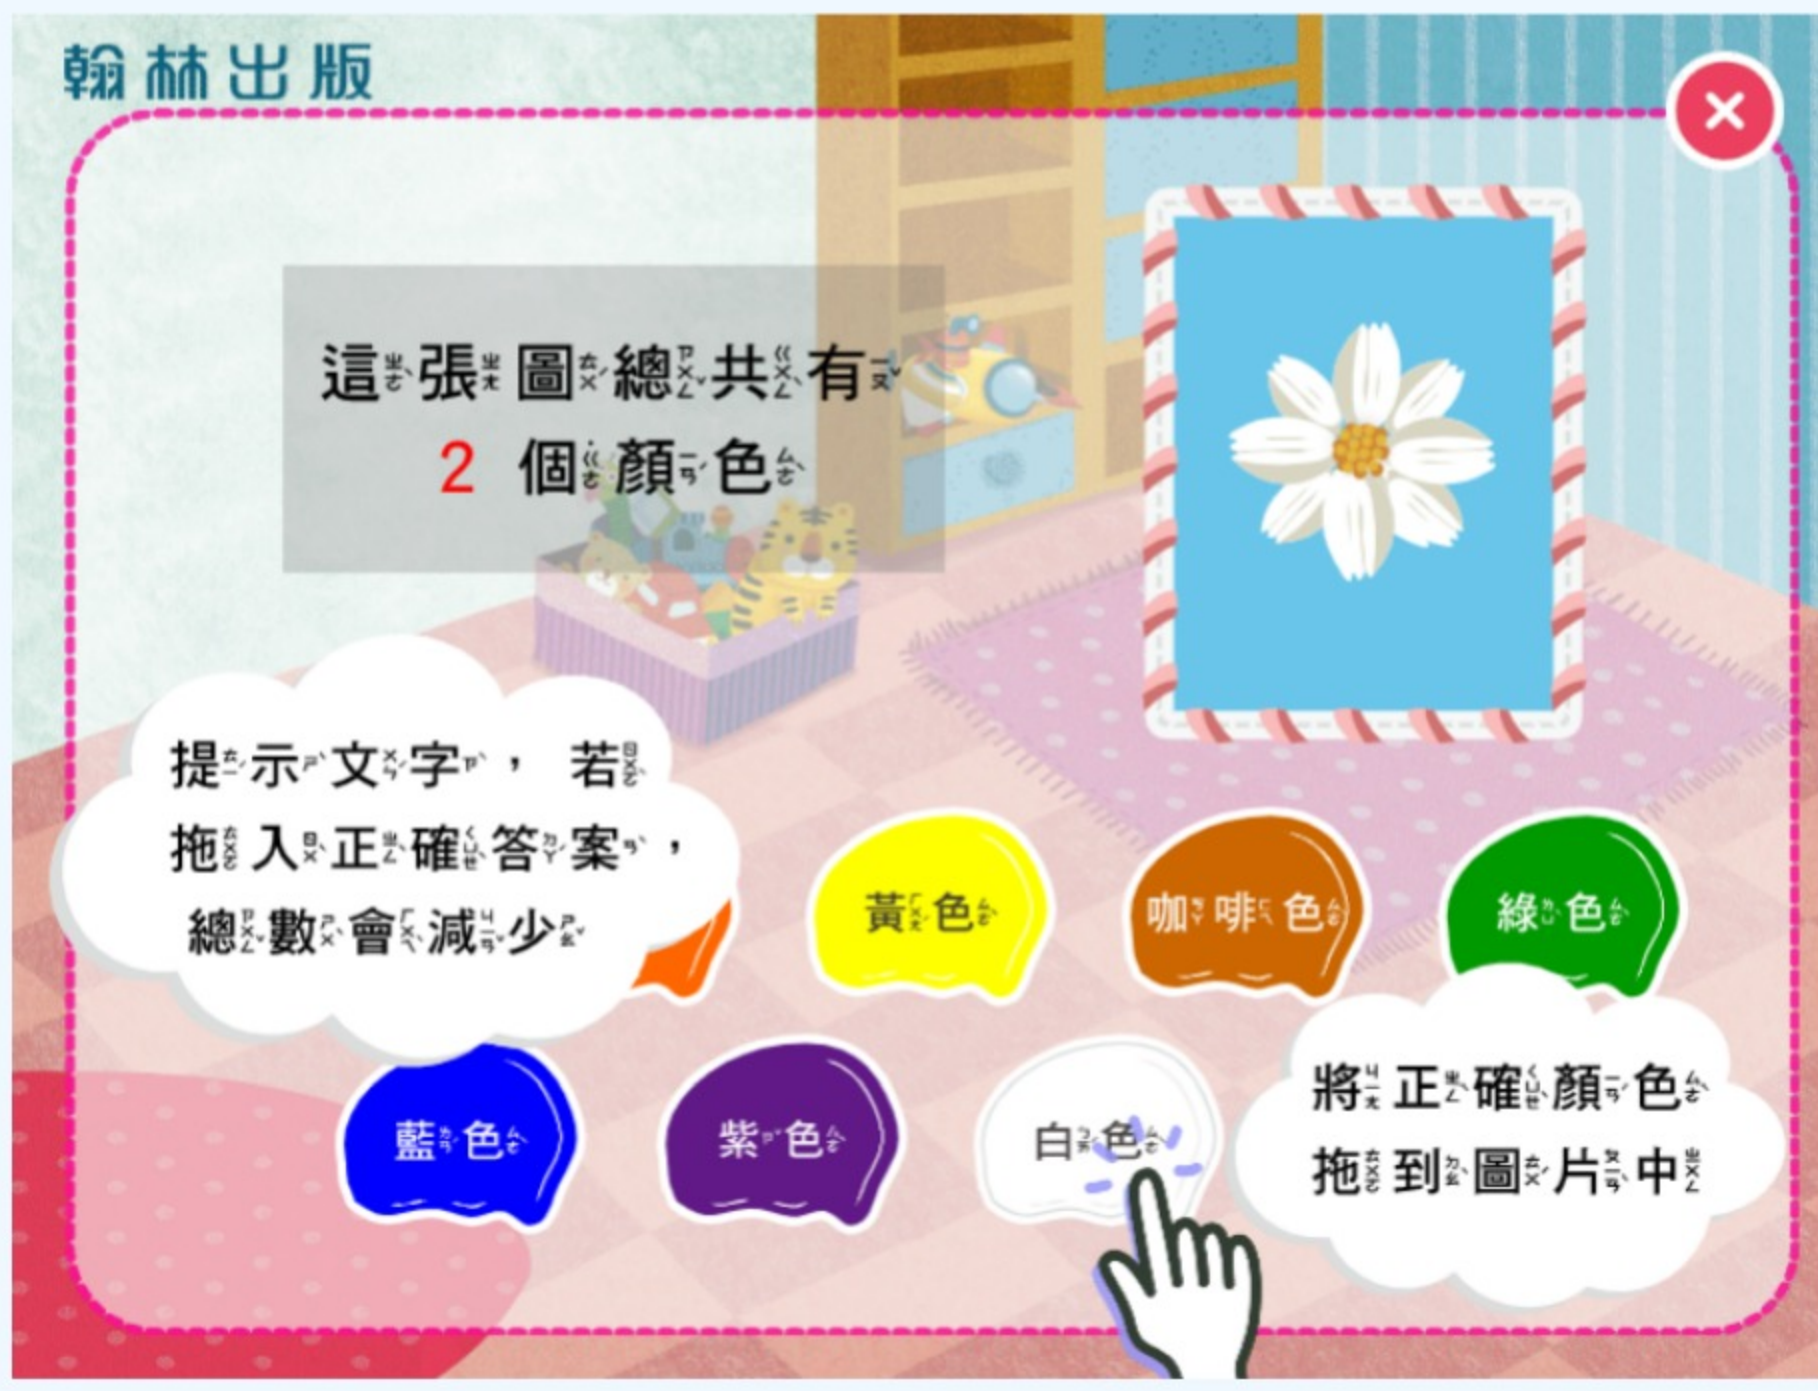 翰林出版
這張圖總共有
2 個顏色
提示文字，若
拖入正確答案，
總數會減少
黃色
咖啡色
綠色
藍色
紫色
白色
將正確顏色
拖到圖片中